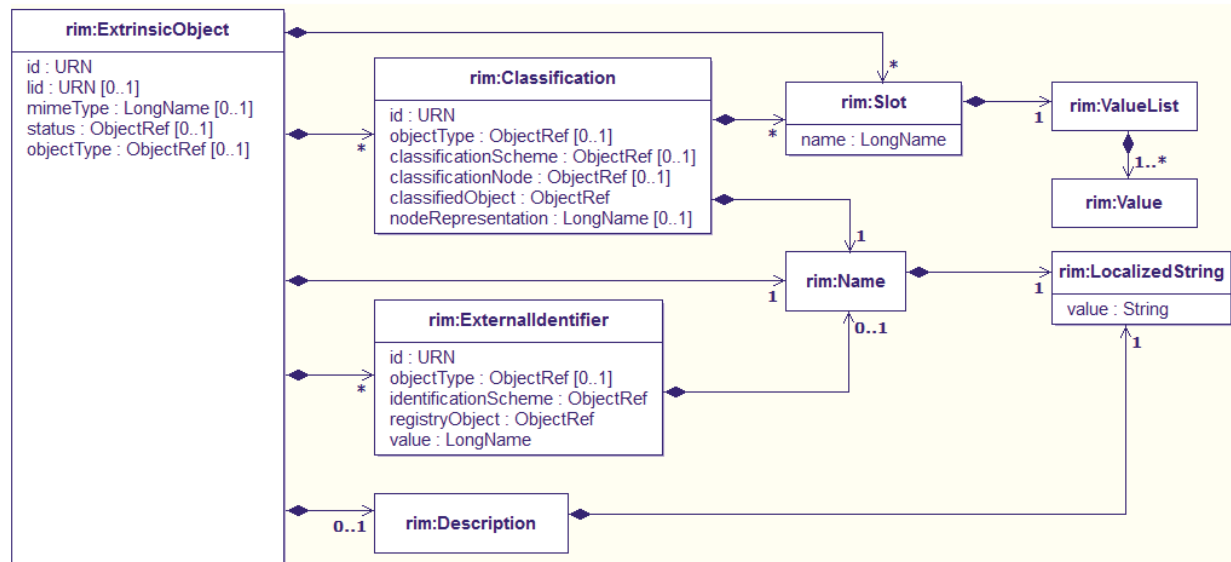 rim:ExtrinsicObject
id : URN
lid : URN [0..1]
mimeType : LongName [0..1]
status : ObjectRef [0..1]
objectType : ObjectRef [0..1]
*
rim:Classification
id : URN
objectType : ObjectRef [0..1]
classificationScheme : ObjectRef [0..1]
classificationNode : ObjectRef [0..1]
classifiedObject : ObjectRef
nodeRepresentation : LongName [0..1]
*
*
rim:Slot
name : LongName
1
rim:ValueList
1..*
rim:Value
1
1
rim:Name
0..1
1
rim:LocalizedString
value : String
1
*
rim:ExternalIdentifier
id : URN
objectType : ObjectRef [0..1]
identificationScheme : ObjectRef
registryObject : ObjectRef
value : LongName
0..1
rim:Description